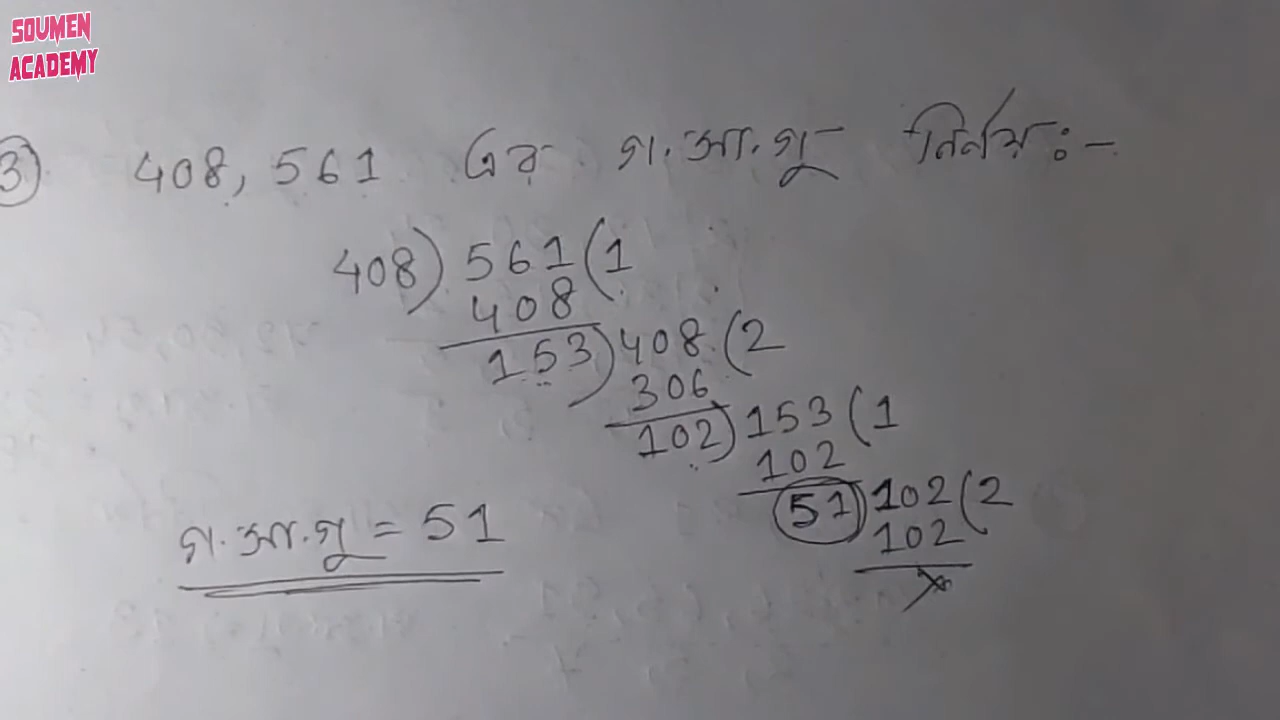 SOUMEN
ACADEMY
3) 408, 561 এর গ.সা.গু নির্নয়ঃ-
408) 561 (1
408
153) 408 (2
306
102) 153 (1
102
51) 102 (2
102
×
গ.সা.গু = 51